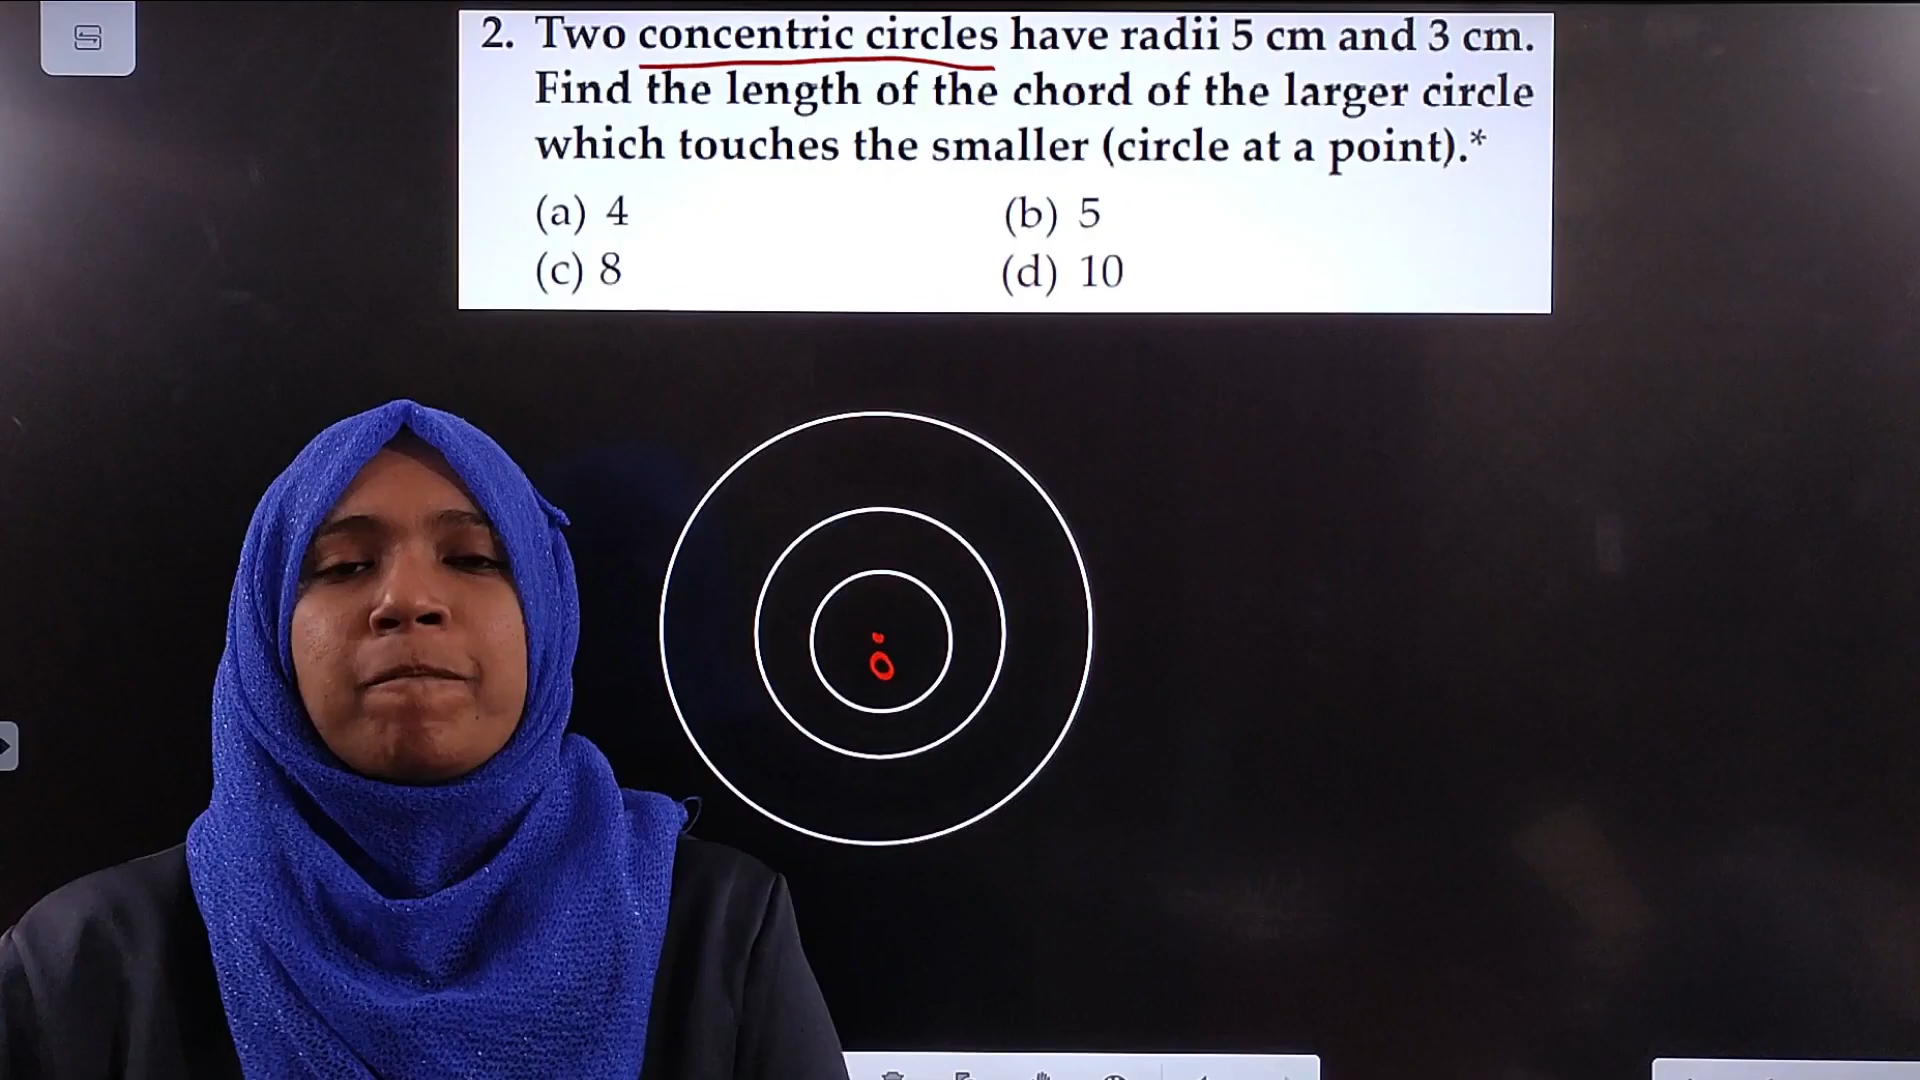 2. Two concentric circles have radii 5 cm and 3 cm.
Find the length of the chord of the larger circle
which touches the smaller (circle at a point).*
(a) 4 (b) 5
(c) 8 (d) 10
O